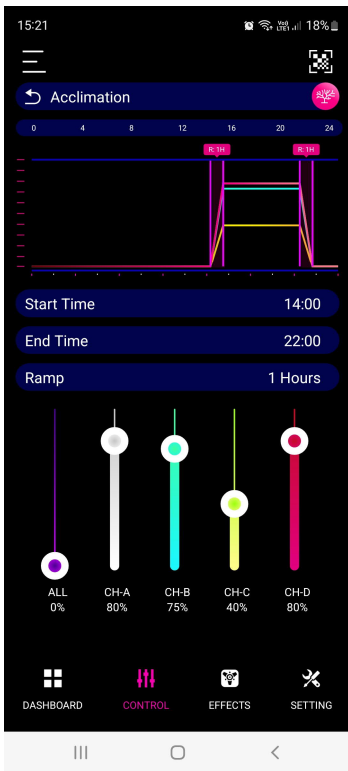 15:21 Vo) LTE1 18%
Acclimation
0 4 8 12 16 20 24
R: 1H R: 1H
Start Time 14:00
End Time 22:00
Ramp 1 Hours
ALL CH-A CH-B CH-C CH-D
0% 80% 75% 40% 80%
DASHBOARD CONTROL EFFECTS SETTING